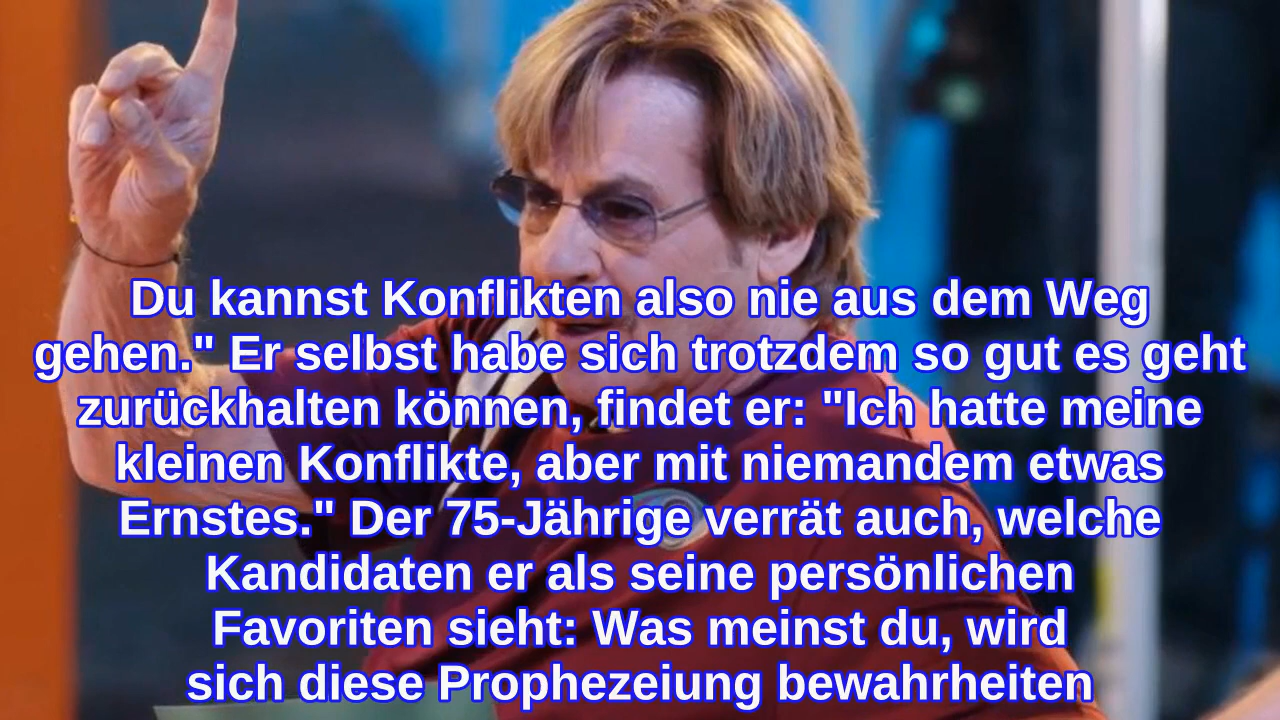 Du kannst Konflikten also nie aus dem Weg
gehen." Er selbst habe sich trotzdem so gut es geht
zurückhalten können, findet er: "Ich hatte meine
kleinen Konflikte, aber mit niemandem etwas
Ernstes." Der 75-Jährige verrät auch, welche
Kandidaten er als seine persönlichen
Favoriten sieht: Was meinst du, wird
sich diese Prophezeiung bewahrheiten